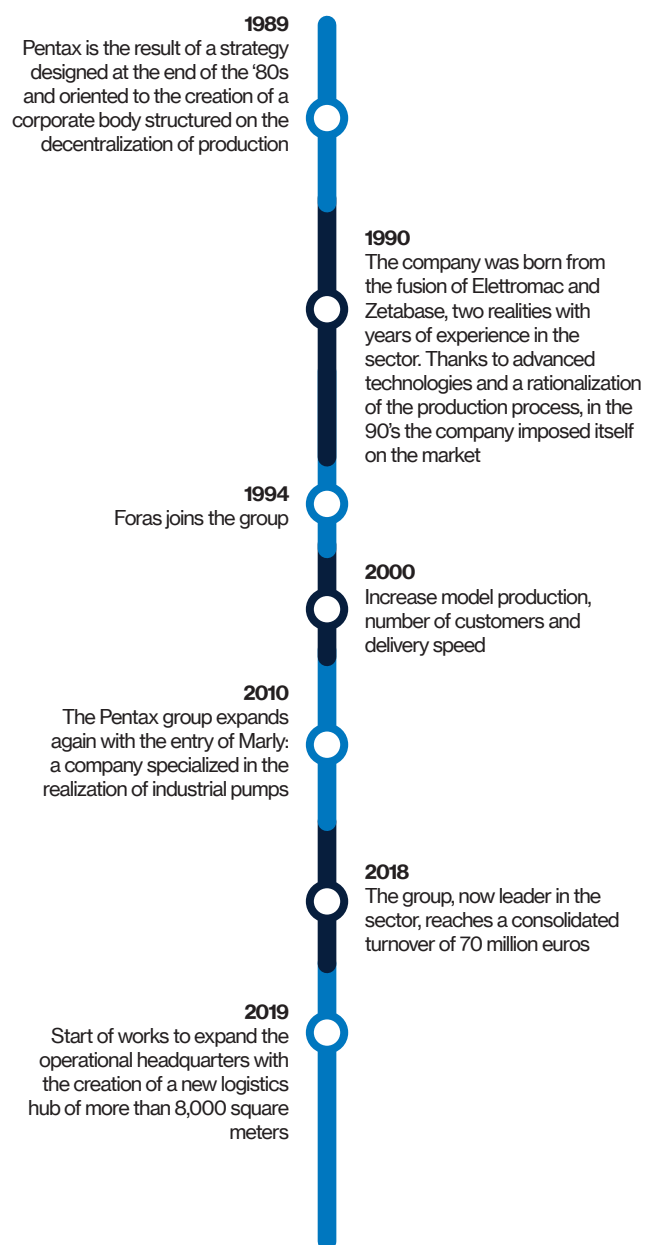 1989
Pentax is the result of a strategy
designed at the end of the ‘80s
and oriented to the creation of a
corporate body structured on the
decentralization of production
1990
The company was born from
the fusion of Elettromac and
Zetabase, two realities with
years of experience in the
sector. Thanks to advanced
technologies and a rationalization
of the production process, in the
90's the company imposed itself
on the market
1994
Foras joins the group
2000
Increase model production,
number of customers and
delivery speed
2010
The Pentax group expands
again with the entry of Marly:
a company specialized in the
realization of industrial pumps
2018
The group, now leader in the
sector, reaches a consolidated
turnover of 70 million euros
2019
Start of works to expand the
operational headquarters with
the creation of a new logistics
hub of more than 8,000 square
meters